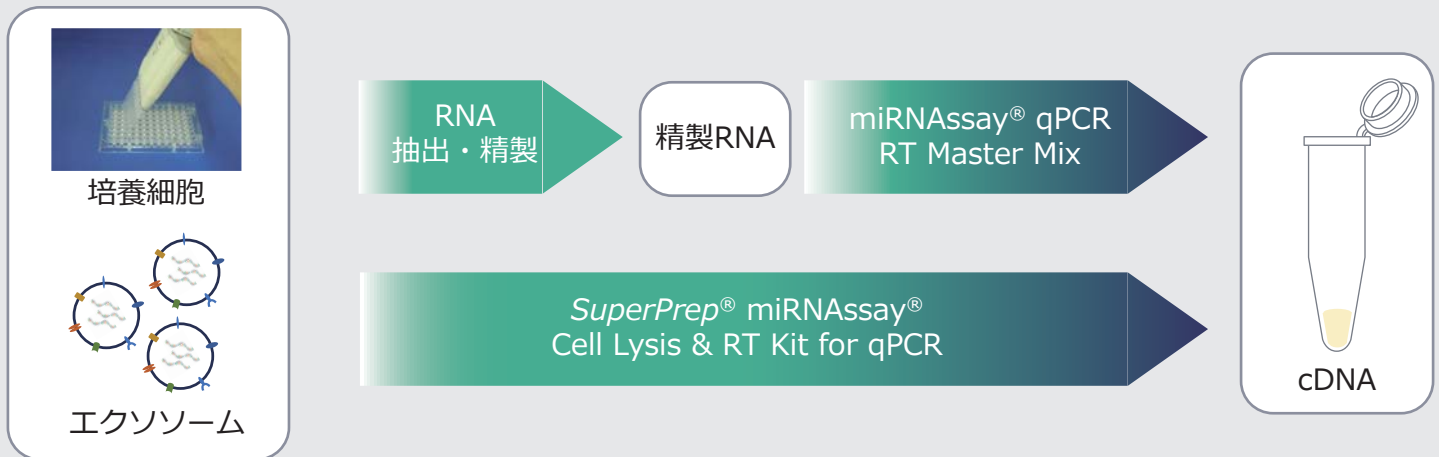 培養細胞
エクソソーム
RNA
抽出・精製
精製RNA
miRNAssay® qPCR
RT Master Mix
SuperPrep® miRNAssay®
Cell Lysis & RT Kit for qPCR
cDNA